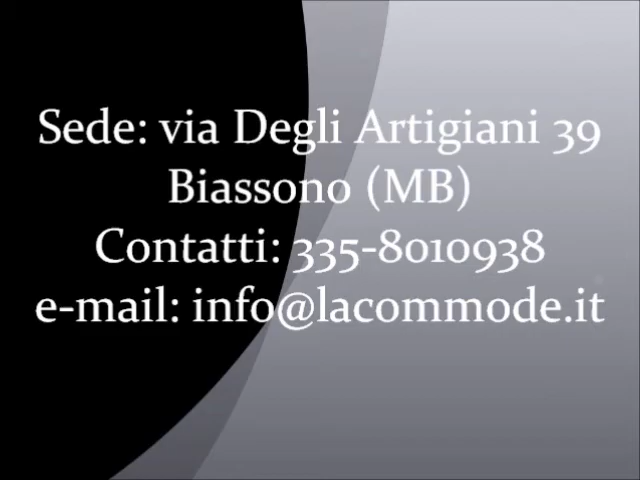 Sede: via Degli Artigiani 39
Biassono (MB)
Contatti: 335-8010938
e-mail: info@lacommode.it